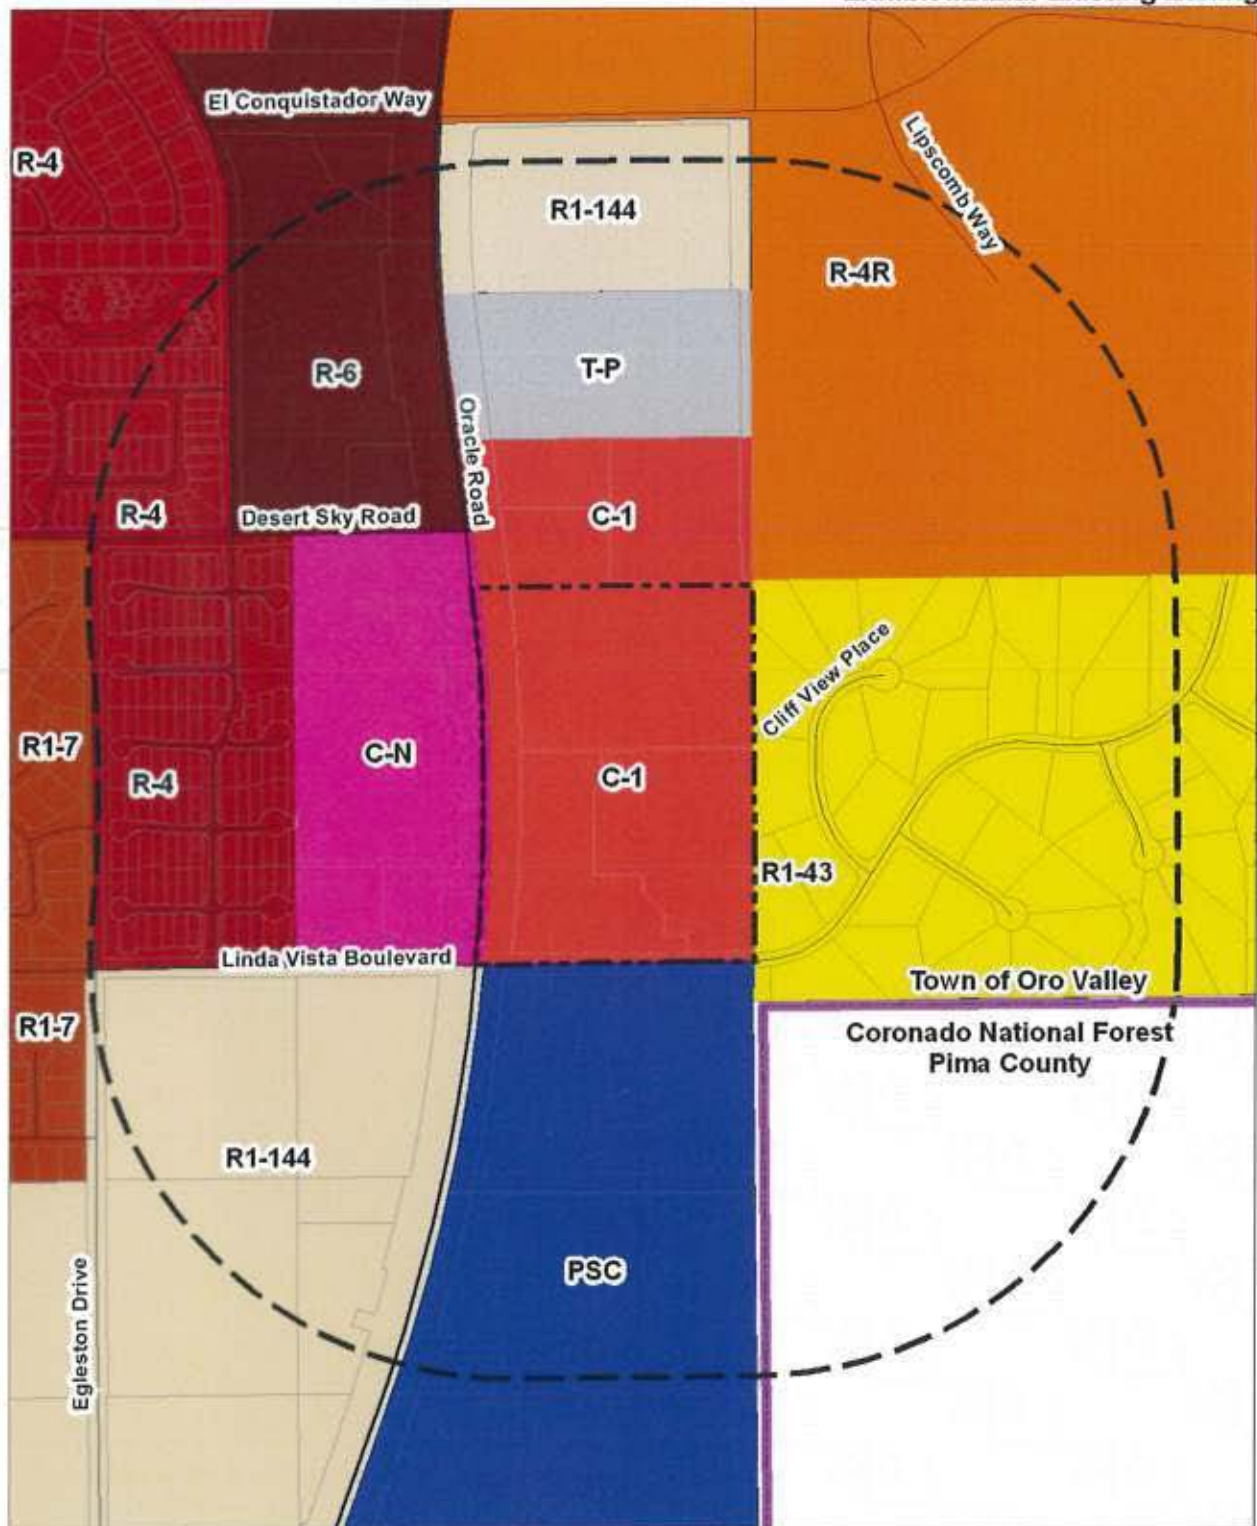 El Conquistador Way
R-4
Lipscomb Way
R1-144
R-4R
R-6
T-P
Oracle Road
R-4
Desert Sky Road
C-1
Cliff View Place
R1-7
C-N
R-4
C-1
R1-43
Linda Vista Boulevard
Town of Oro Valley
R1-7
Coronado National Forest
Pima County
R1-144
PSC
Egleston Drive